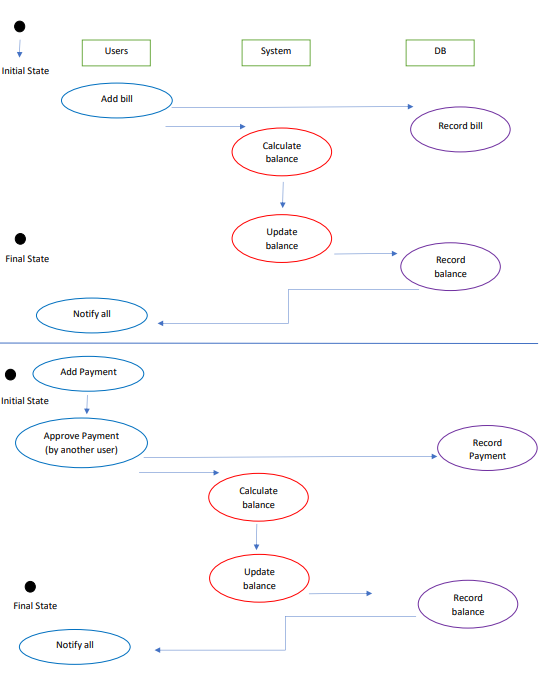 Users
System
DB
Initial State
Add bill
Record bill
Calculate
balance
Update
balance
Final State
Record
balance
Notify all
Add Payment
Initial State
Approve Payment
(by another user)
Record
Payment
Calculate
balance
Update
balance
Final State
Record
balance
Notify all